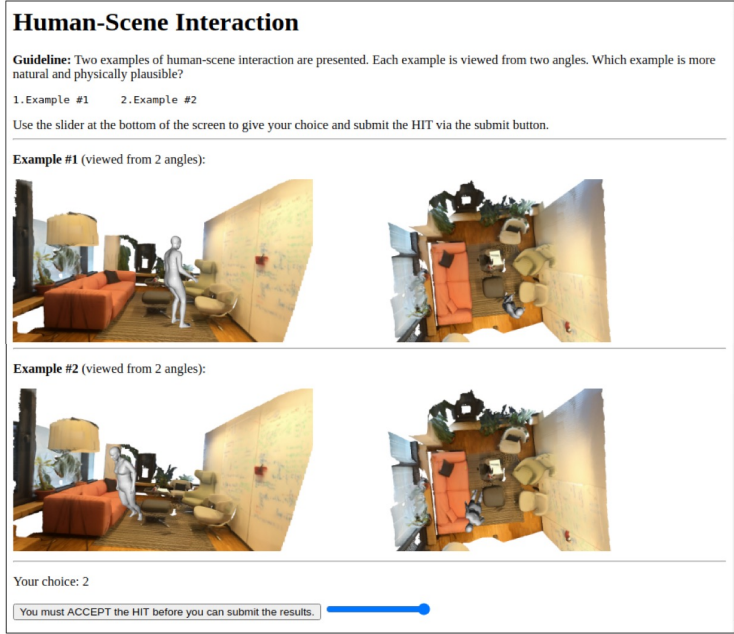 Human-Scene Interaction
Guideline: Two examples of human-scene interaction are presented. Each example is viewed from two angles. Which example is more
natural and physically plausible?
1.Example #1     2.Example #2
Use the slider at the bottom of the screen to give your choice and submit the HIT via the submit button.
Example #1 (viewed from 2 angles):
Example #2 (viewed from 2 angles):
Your choice: 2
You must ACCEPT the HIT before you can submit the results.